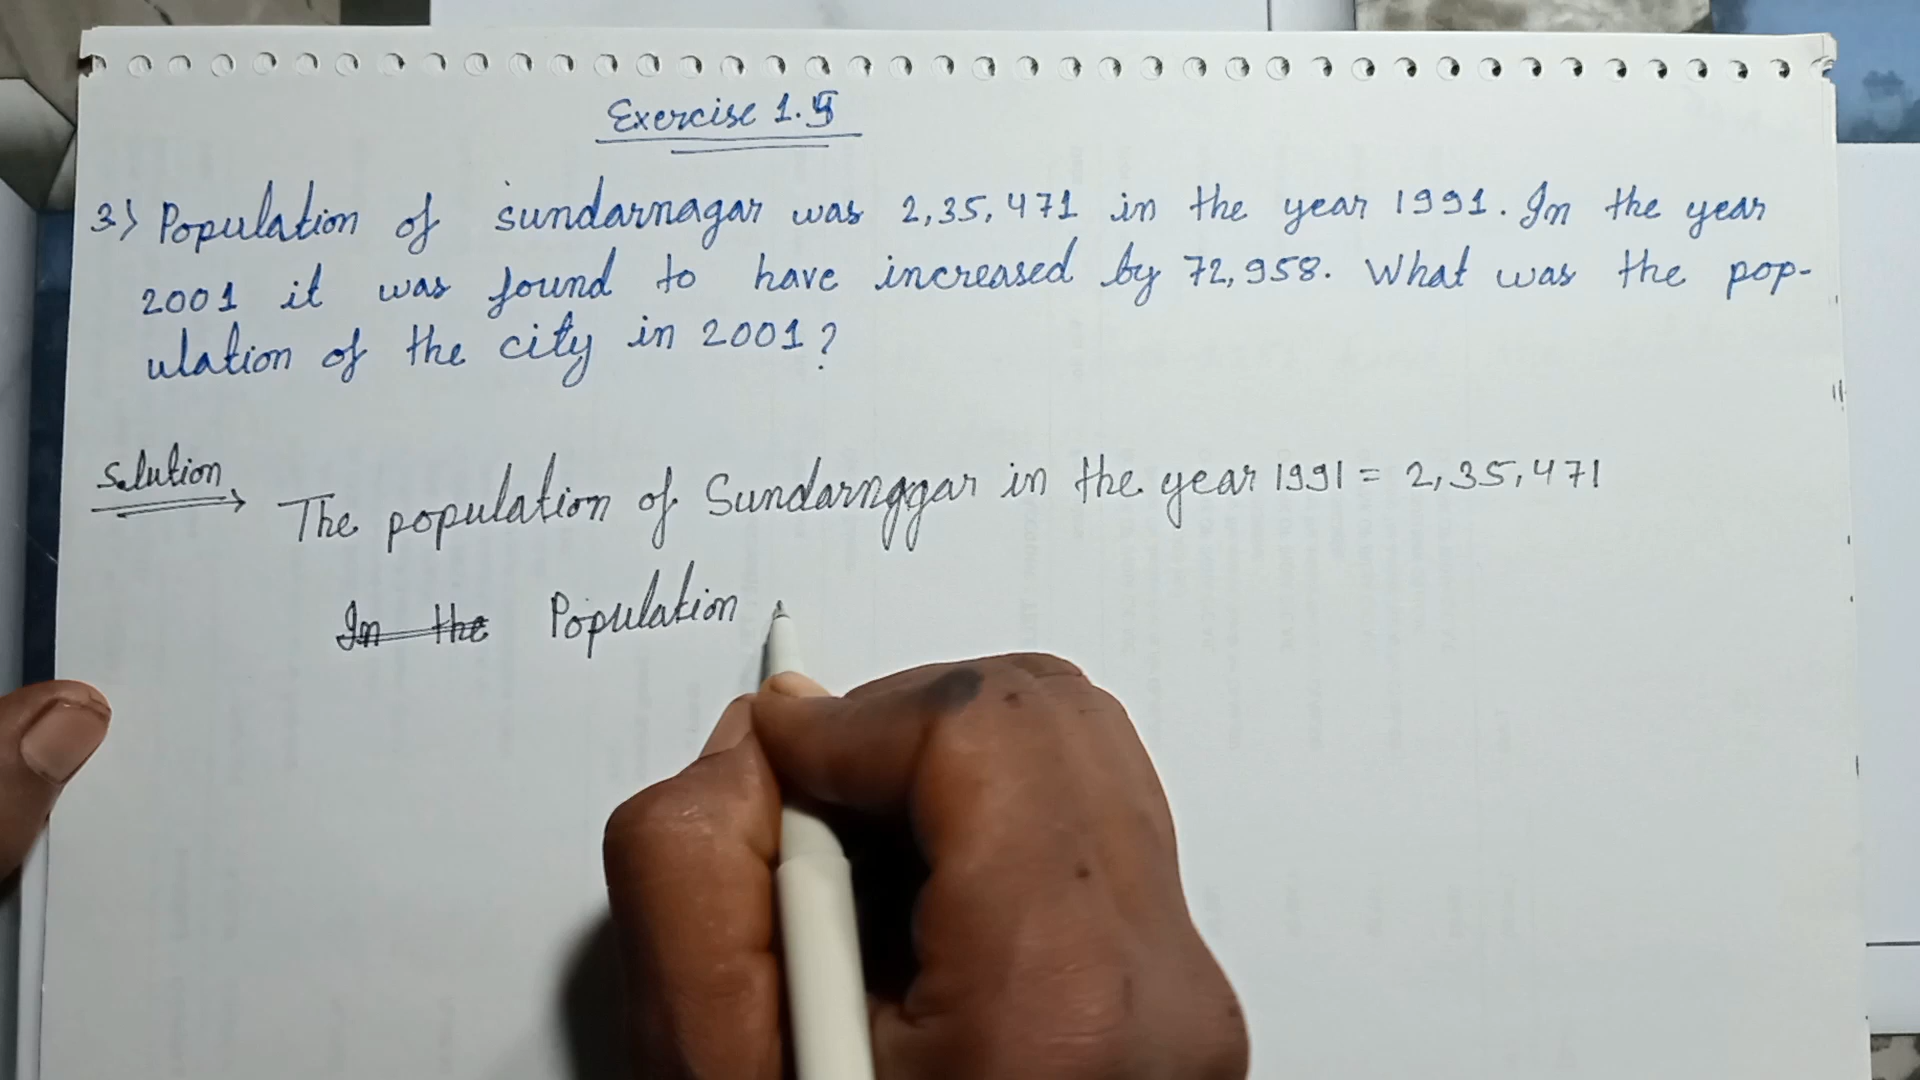 Exercise 1.5
3) Population of sundarnagar was 2,35,471 in the year 1991. In the year
2001 it was found to have increased by 72,958. What was the pop-
ulation of the city in 2001?
Solution
The population of Sundarnagar in the year 1991 = 2,35,471
In the Population